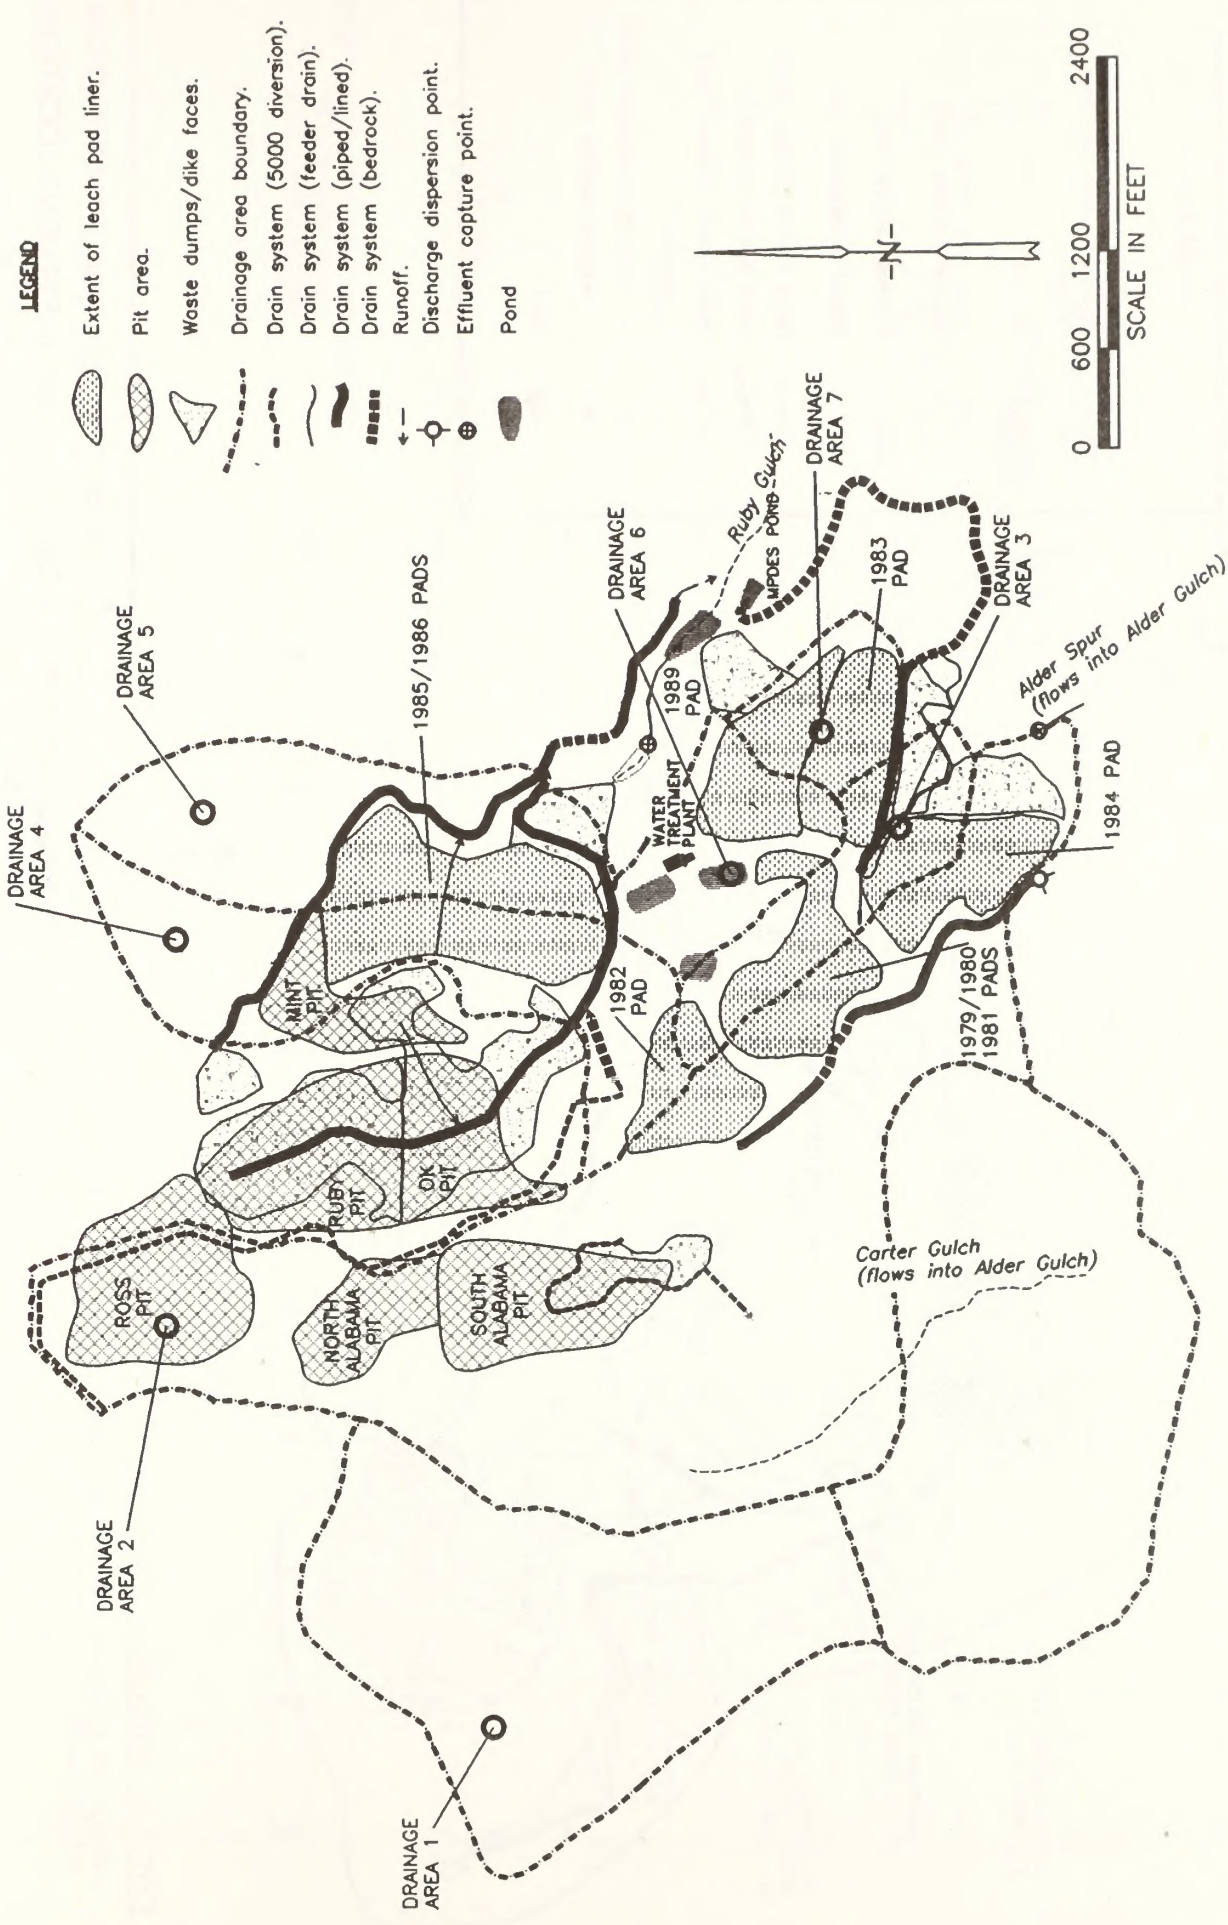 LEGEND
Extent of leach pad liner.
Pit area.
Waste dumps/dike faces.
Drainage area boundary.
Drain system (5000 diversion).
Drain system (feeder drain).
Drain system (piped/lined).
Drain system (bedrock).
Runoff.
Discharge dispersion point.
Effluent capture point.
Pond
N
0
600
1200
2400
SCALE IN FEET
DRAINAGE
AREA 1
DRAINAGE
AREA 2
DRAINAGE
AREA 4
DRAINAGE
AREA 5
ROSS
PIT
NORTH
ALABAMA
PIT
SOUTH
ALABAMA
PIT
RUBY
PIT
OK
PIT
MINT
PIT
1985/1986 PADS
1982
PAD
DRAINAGE
AREA 6
WATER
TREATMENT
PLANT
1989
PAD
Ruby Gulch
MPDES POND
DRAINAGE
AREA 7
1983
PAD
DRAINAGE
AREA 3
Alder Spur
(flows into Alder Gulch)
1984 PAD
1979/1980
1981 PADS
Carter Gulch
(flows into Alder Gulch)